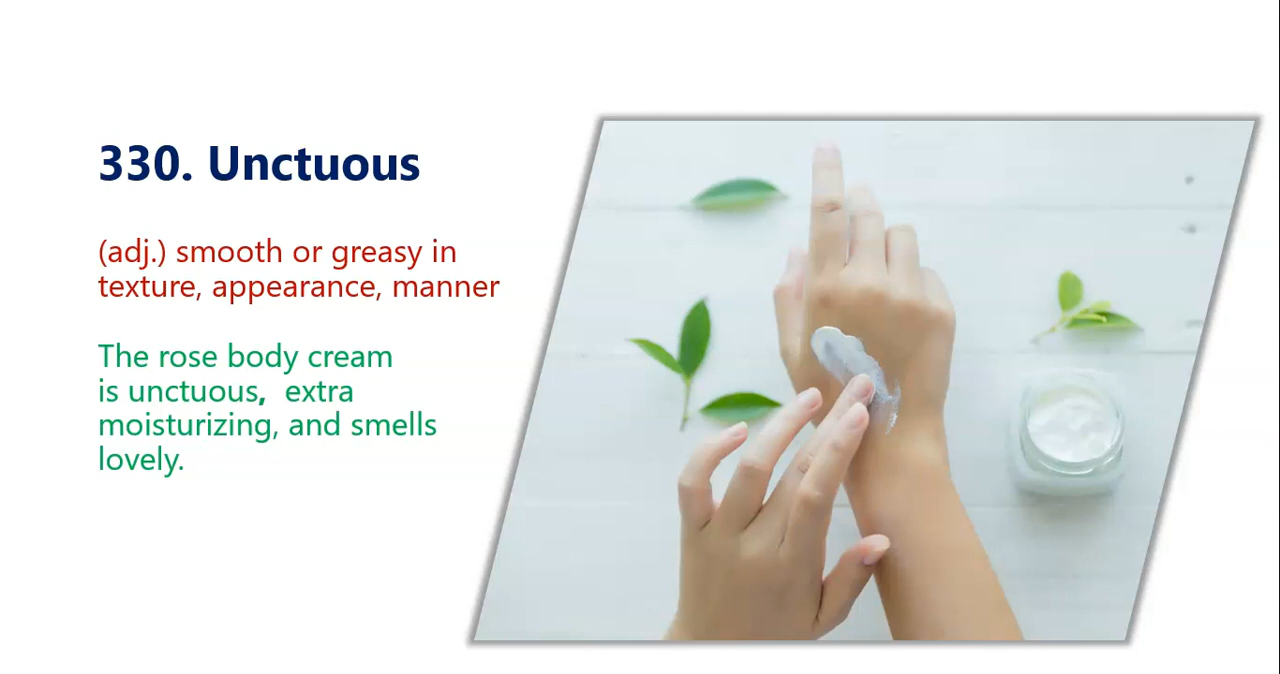 330. Unctuous
(adj.) smooth or greasy in
texture, appearance, manner
The rose body cream
is unctuous,  extra
moisturizing, and smells
lovely.